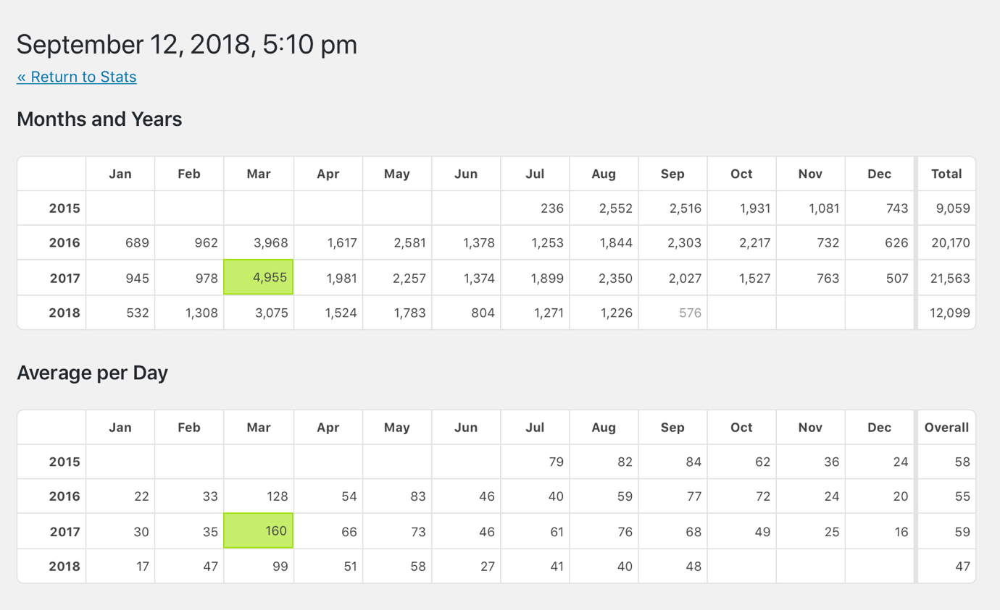 September 12, 2018, 5:10 pm
« Return to Stats
Months and Years
Jan Feb Mar Apr May Jun Jul Aug Sep Oct Nov Dec Total
2015 236 2,552 2,516 1,931 1,081 743 9,059
2016 689 962 3,968 1,617 2,581 1,378 1,253 1,844 2,303 2,217 732 626 20,170
2017 945 978 4,955 1,981 2,257 1,374 1,899 2,350 2,027 1,527 763 507 21,563
2018 532 1,308 3,075 1,524 1,783 804 1,271 1,226 576 12,099
Average per Day
Jan Feb Mar Apr May Jun Jul Aug Sep Oct Nov Dec Overall
2015 79 82 84 62 36 24 58
2016 22 33 128 54 83 46 40 59 77 72 24 20 55
2017 30 35 160 66 73 46 61 76 68 49 25 16 59
2018 17 47 99 51 58 27 41 40 48 47